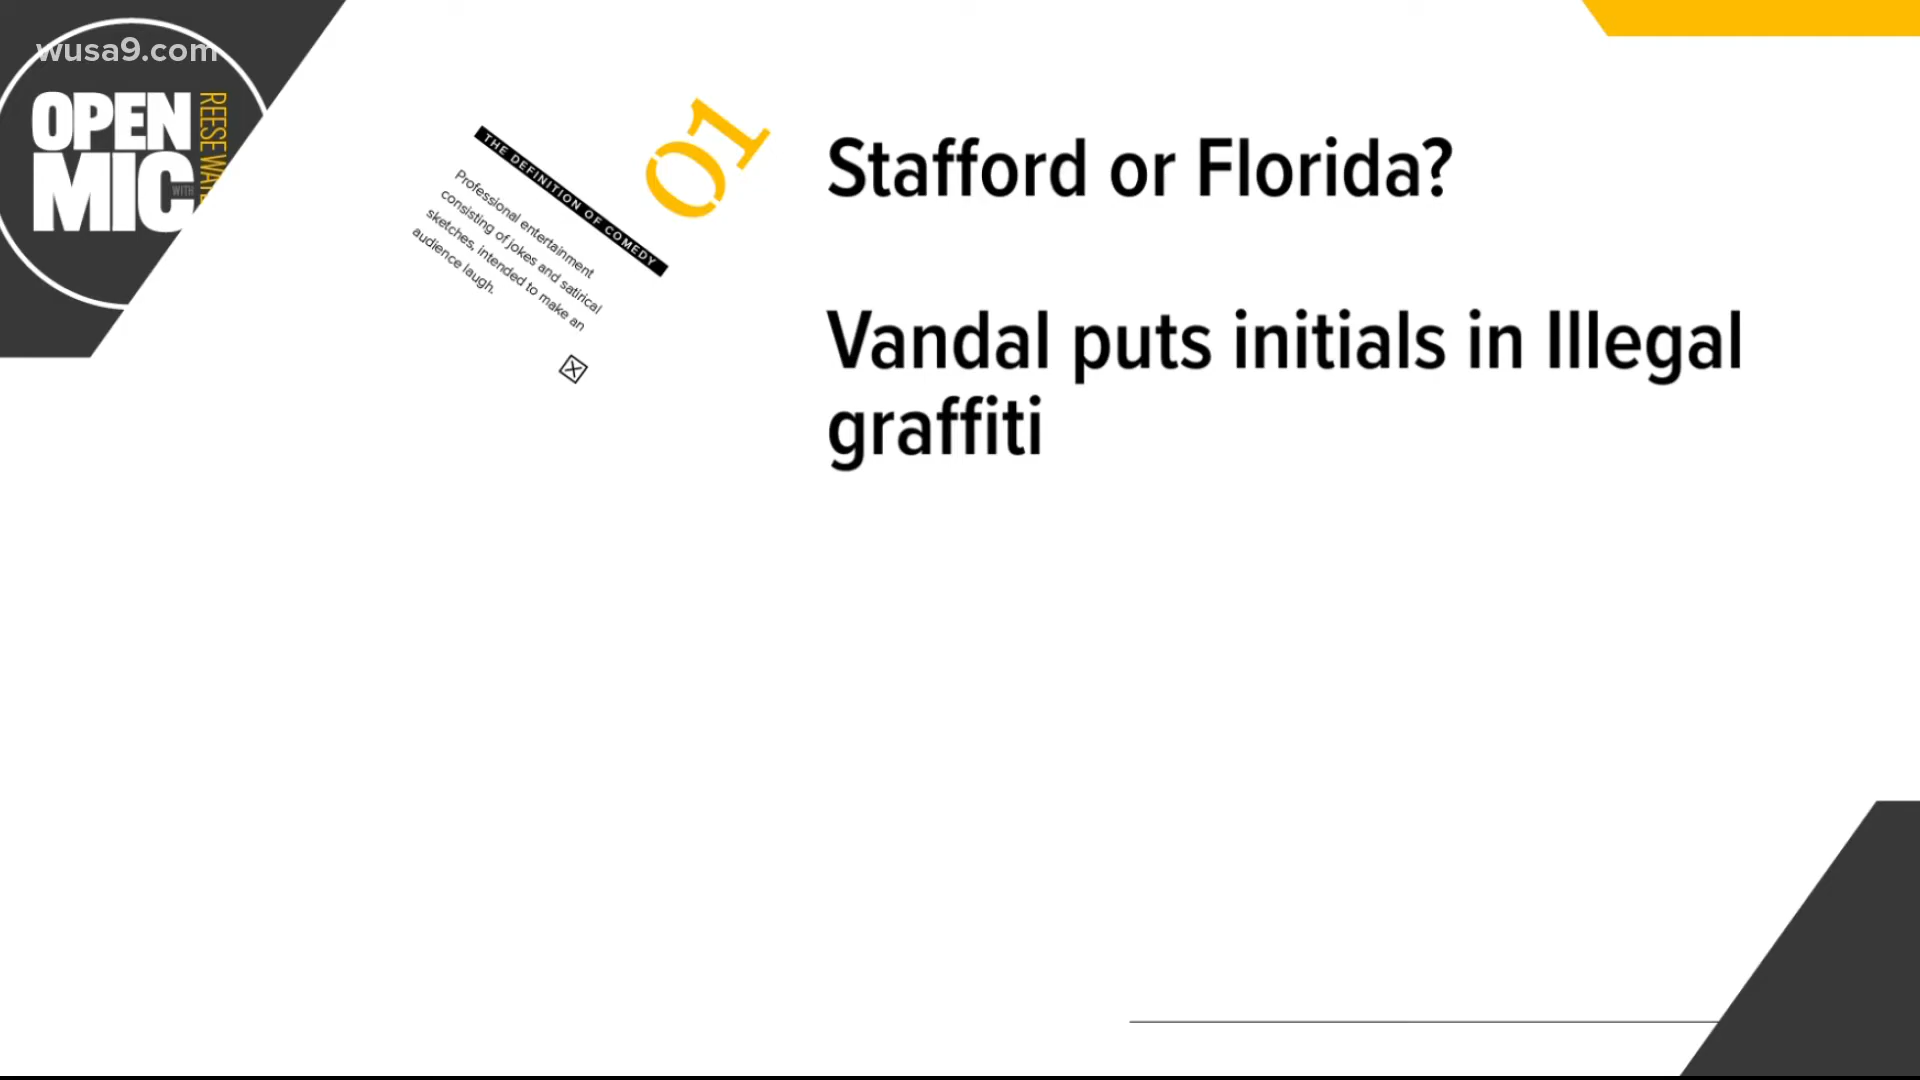 wusa9.com
OPEN
MIC
WITH
REESE
01
THE DEFINITION OF COMEDY
Professional entertainment
consisting of jokes and satirical
sketches, intended to make an
audience laugh.
Stafford or Florida?
Vandal puts initials in Illegal
graffiti